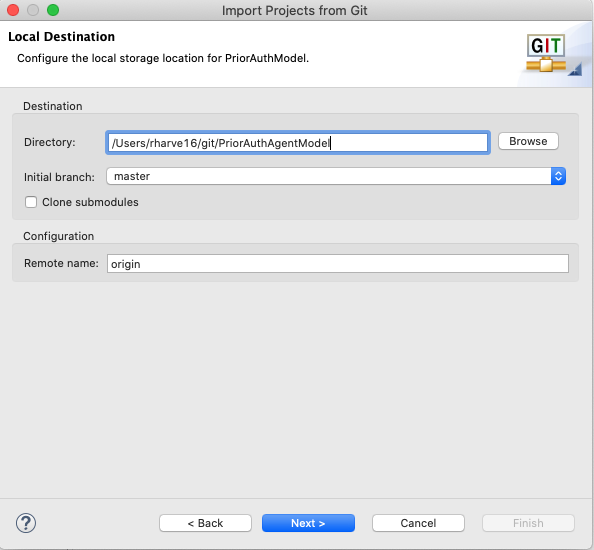 Import Projects from Git
Local Destination
Configure the local storage location for PriorAuthModel.
GIT
Destination
Directory: /Users/rharve16/git/PriorAuthAgentModel Browse
Initial branch: master
Clone submodules
Configuration
Remote name: origin
? < Back Next > Cancel Finish